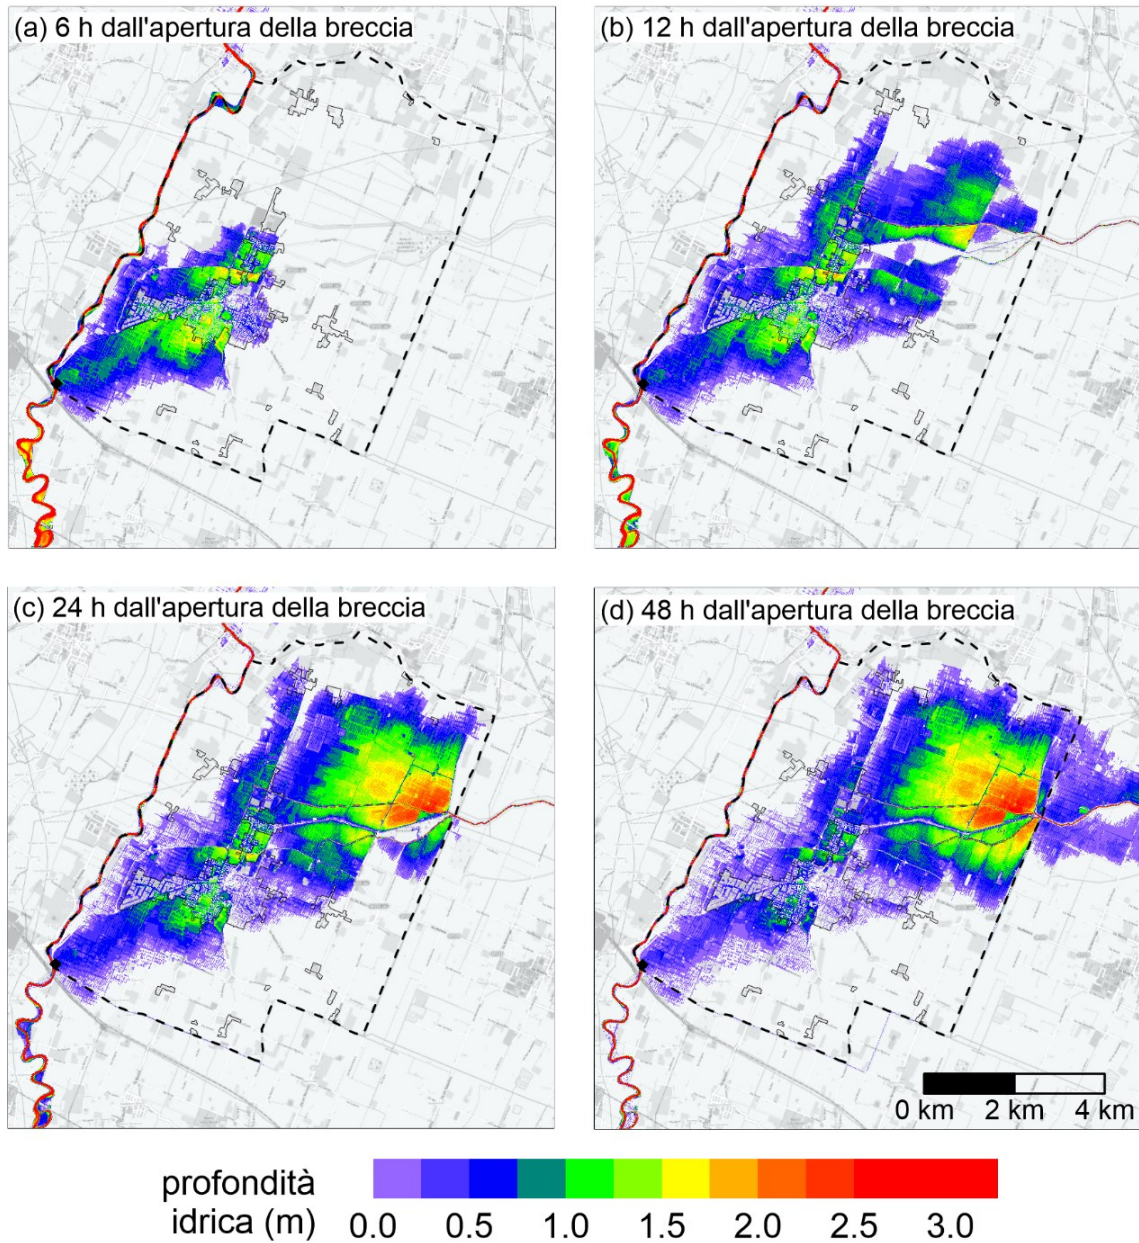 (a) 6 h dall'apertura della breccia
(b) 12 h dall'apertura della breccia
(c) 24 h dall'apertura della breccia
(d) 48 h dall'apertura della breccia
0 km 2 km 4 km
profondità
idrica (m)
0.0 0.5 1.0 1.5 2.0 2.5 3.0